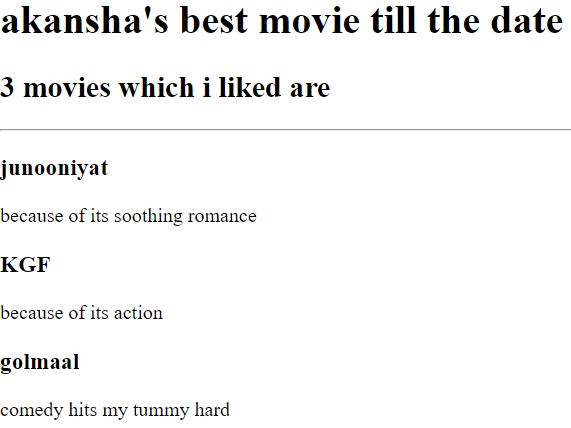 akansha's best movie till the date
3 movies which i liked are
junooniyat
because of its soothing romance
KGF
because of its action
golmaal
comedy hits my tummy hard